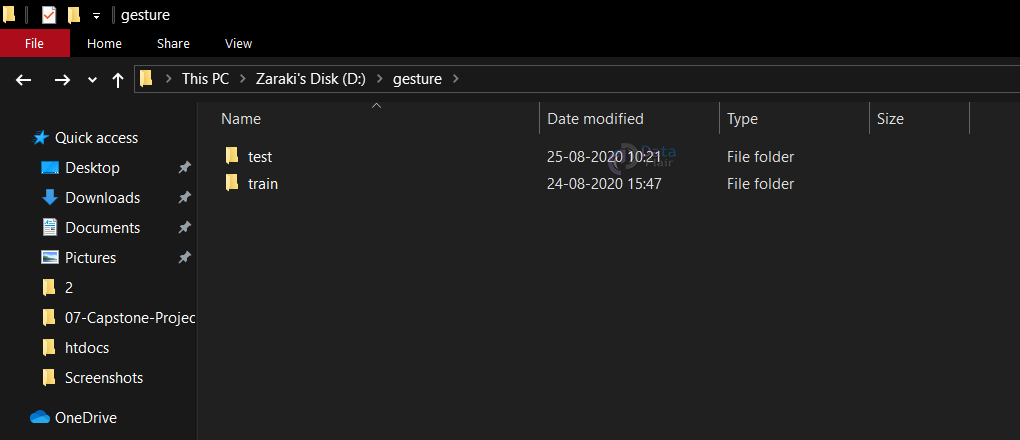 gesture
File Home Share View
This PC Zaraki's Disk (D:) gesture
Name Date modified Type Size
Quick access
test 25-08-2020 10:21 File folder
Desktop
train 24-08-2020 15:47 File folder
Downloads
Documents
Pictures
2
07-Capstone-Projec
htdocs
Screenshots
OneDrive
Data
Flair